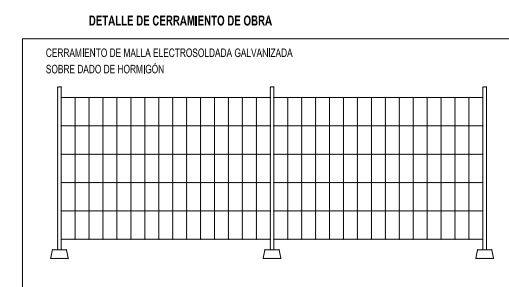 DETALLE DE CERRAMIENTO DE OBRA
CERRAMIENTO DE MALLA ELECTROSOLDADA GALVANIZADA
SOBRE DADO DE HORMIGÓN